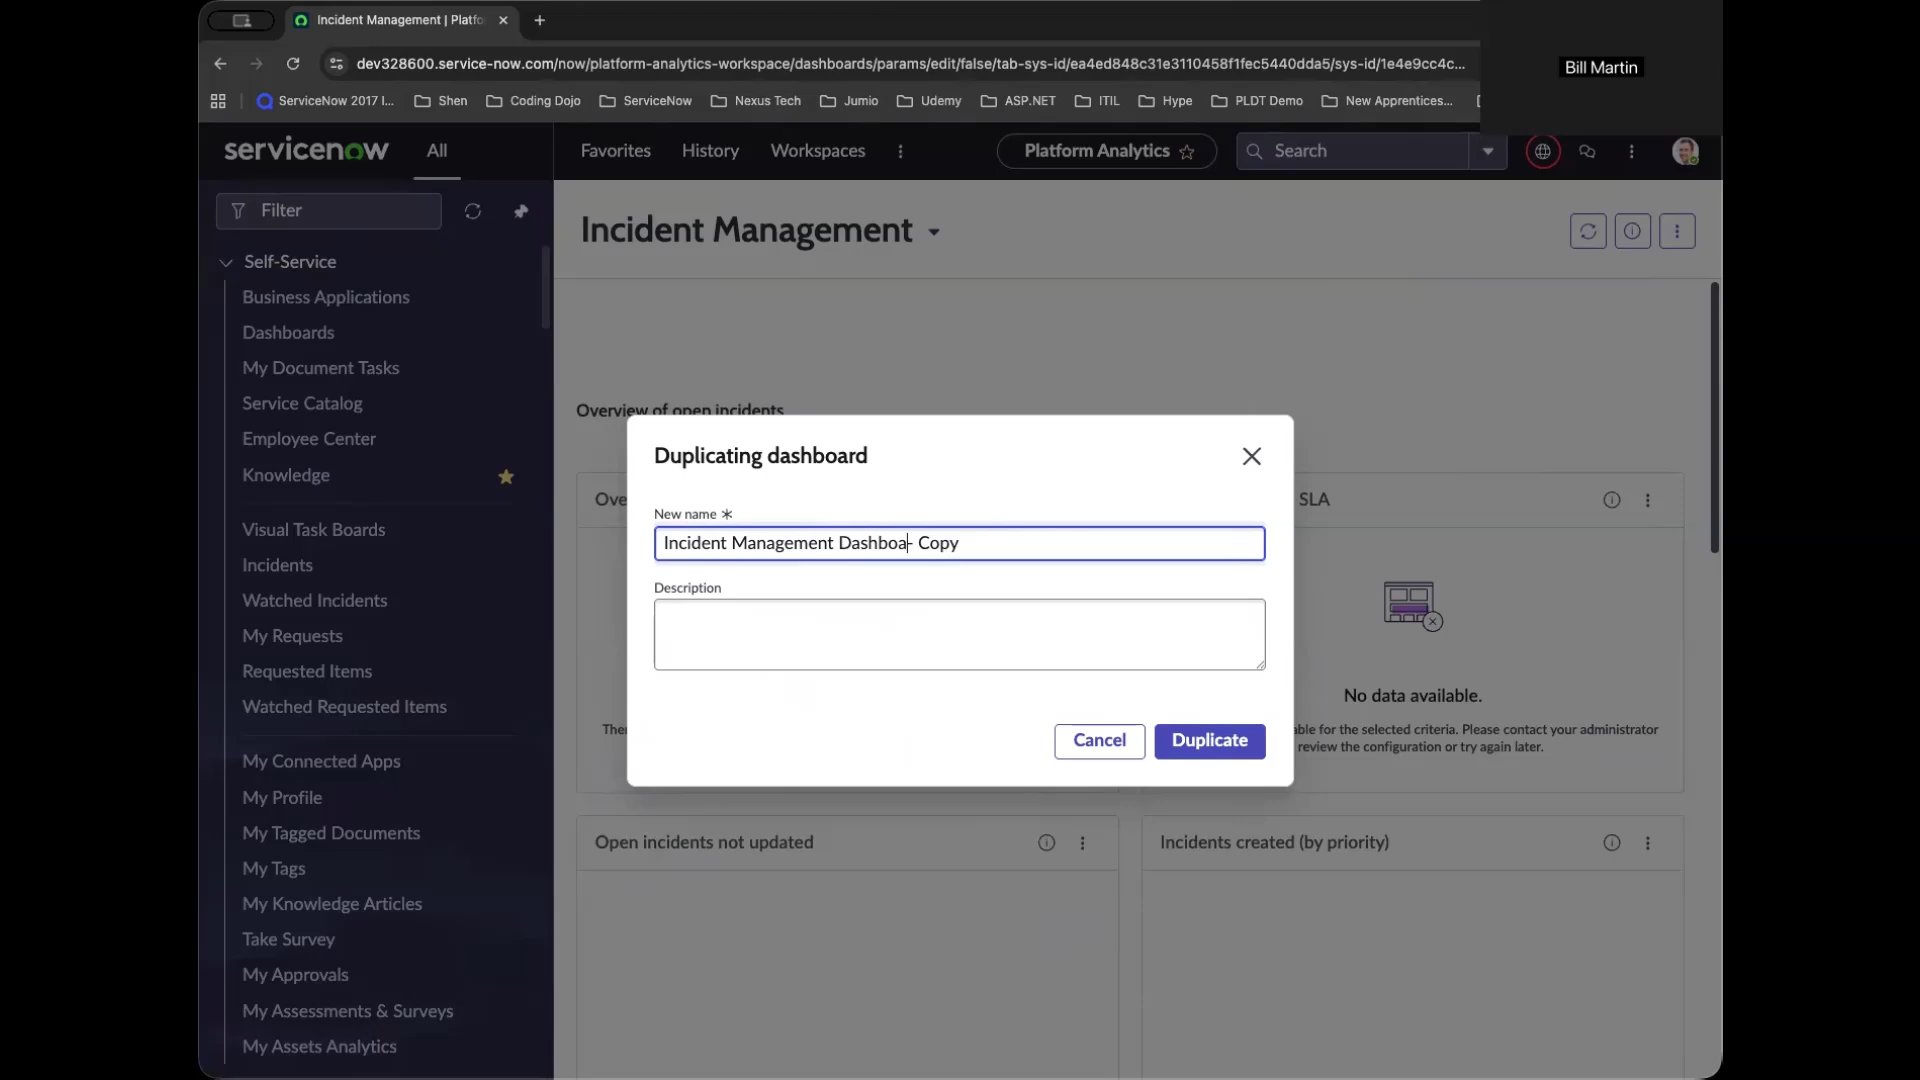 Incident Management | Platfo
dev328600.service-now.com/now/platform-analytics-workspace/dashboards/params/edit/false/tab-sys-id/ea4ed848c31e3110458f1fec5440dda5/sys-id/1e4e9cc4c...
Bill Martin
ServiceNow 2017 I... Shen Coding Dojo ServiceNow Nexus Tech Jumio Udemy ASP.NET ITIL Hype PLDT Demo New Apprentices...
servicenow All Favorites History Workspaces Platform Analytics Search
Filter
Self-Service
Business Applications
Dashboards
My Document Tasks
Service Catalog
Employee Center
Knowledge
Visual Task Boards
Incidents
Watched Incidents
My Requests
Requested Items
Watched Requested Items
My Connected Apps
My Profile
My Tagged Documents
My Tags
My Knowledge Articles
Take Survey
My Approvals
My Assessments & Surveys
My Assets Analytics
Incident Management
Overview of open incidents
Duplicating dashboard
New name *
Incident Management Dashboa- Copy
Description
Cancel Duplicate
Ove
SLA
No data available.
Ther
able for the selected criteria. Please contact your administrator
review the configuration or try again later.
Open incidents not updated
Incidents created (by priority)